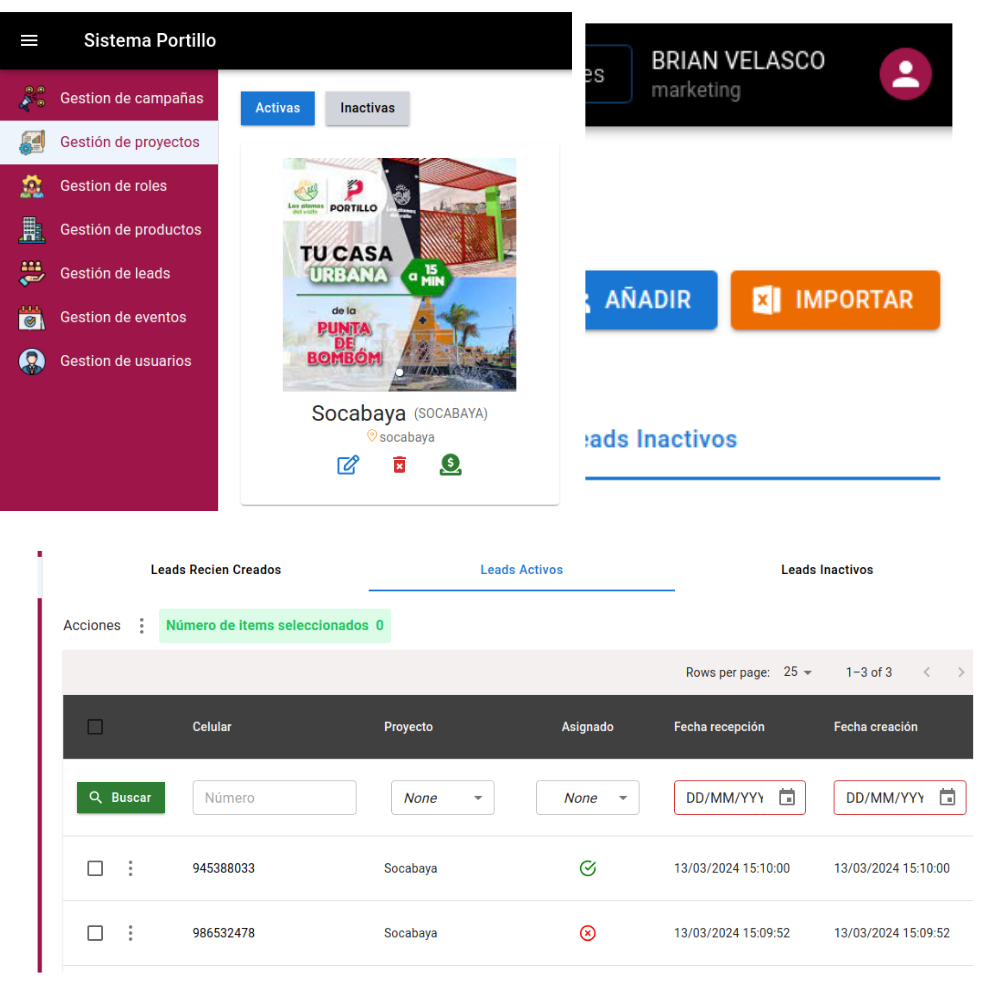 Sistema Portillo
Gestion de campañas
Gestión de proyectos
Gestion de roles
Gestión de productos
Gestión de leads
Gestion de eventos
Gestion de usuarios
Activas Inactivas
Los alamos del valle
PORTILLO
TU CASA
URBANA
a 15
MIN
de la
PUNTA
DE
BOMBÓM
Socabaya (SOCABAYA)
socabaya
es
BRIAN VELASCO
marketing
AÑADIR
IMPORTAR
eads Inactivos
Leads Recien Creados Leads Activos Leads Inactivos
Acciones Número de items seleccionados 0
Rows per page: 25 1–3 of 3
Celular Proyecto Asignado Fecha recepción Fecha creación
Buscar Número None None DD/MM/YYY DD/MM/YYY
945388033 Socabaya 13/03/2024 15:10:00 13/03/2024 15:10:00
986532478 Socabaya 13/03/2024 15:09:52 13/03/2024 15:09:52